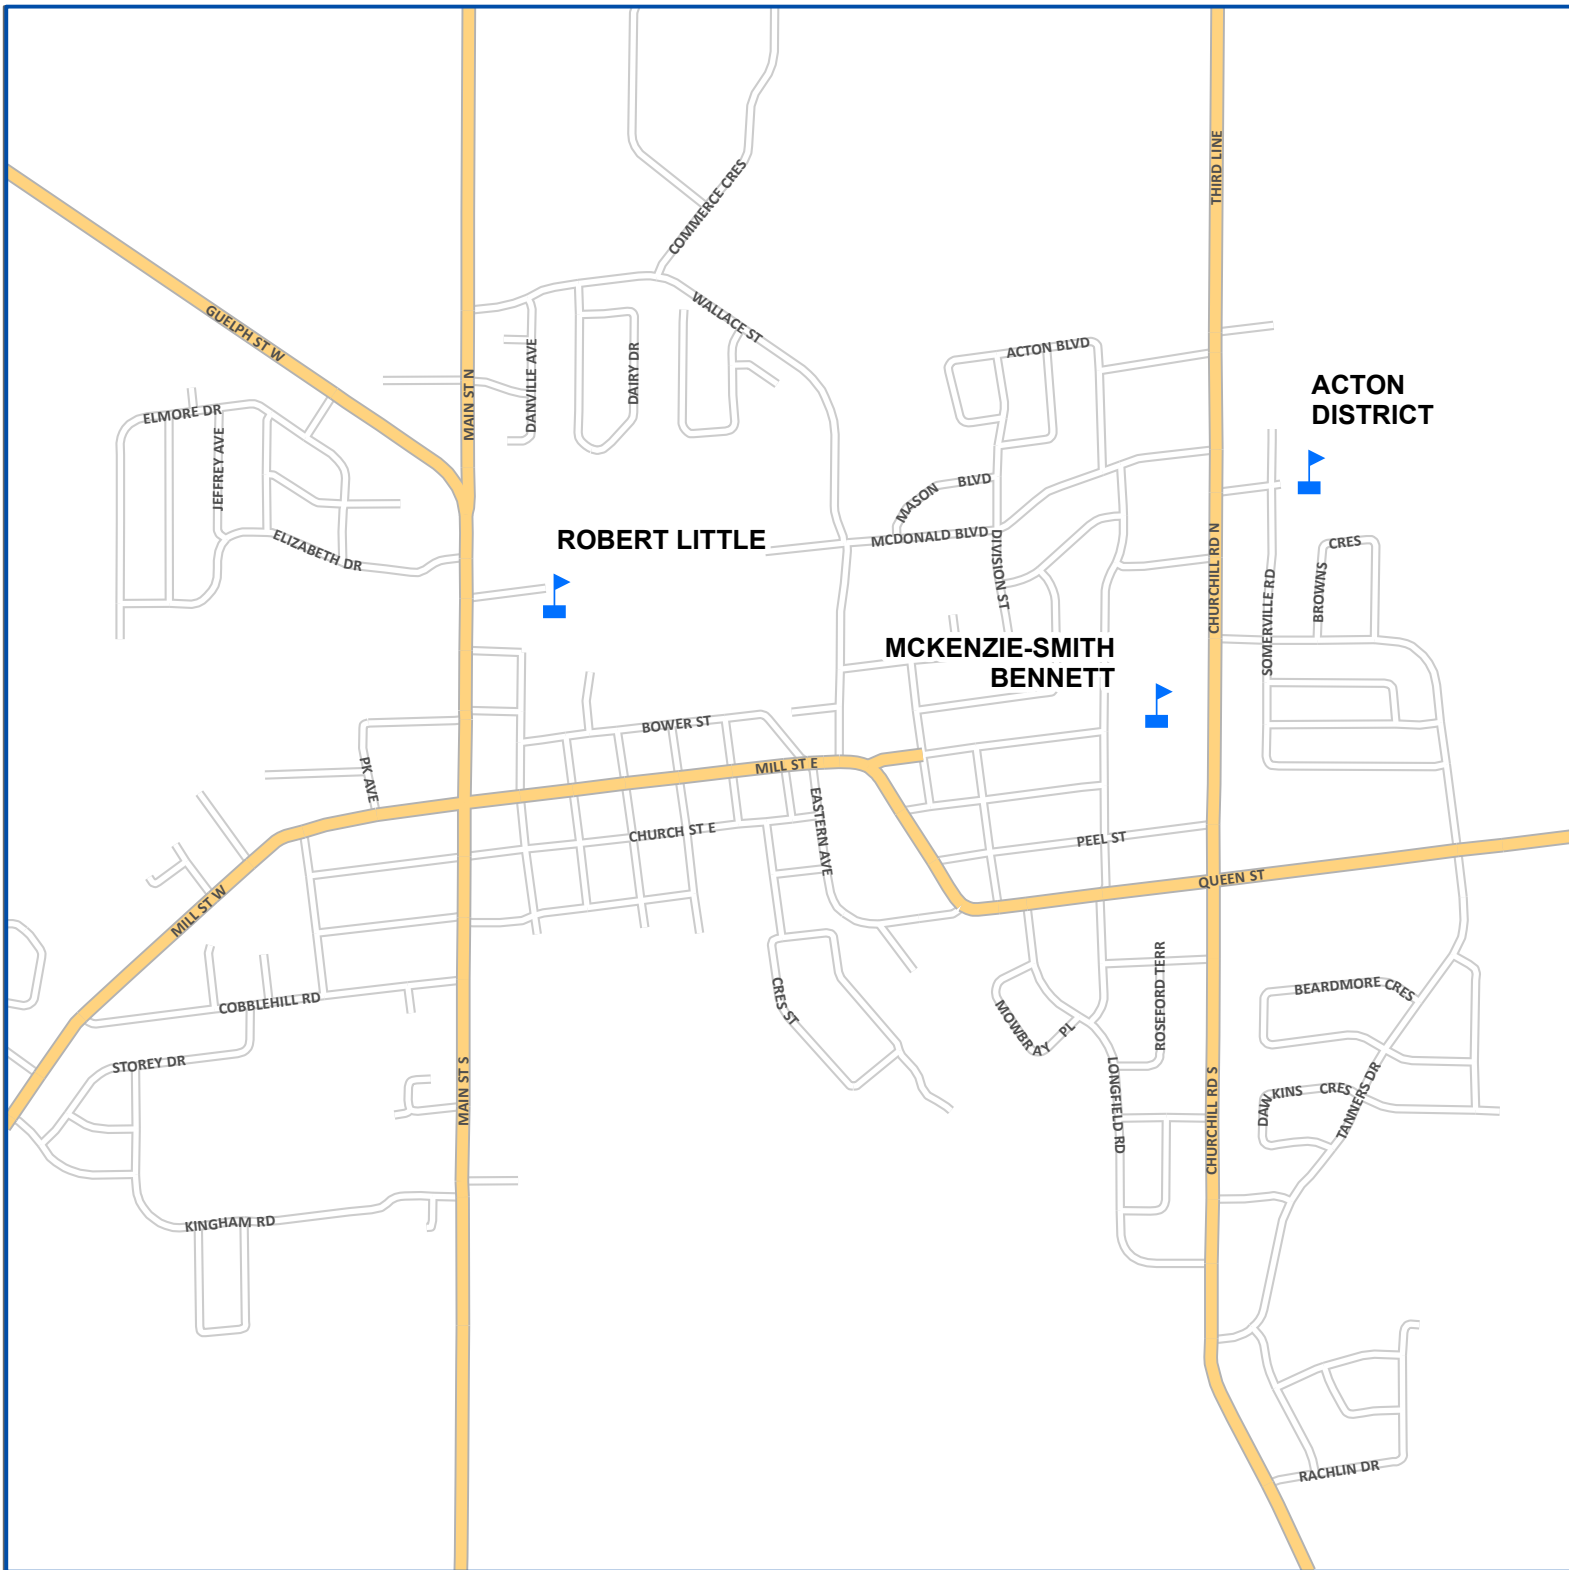 THIRD LINE
COMMERCE CRES
GUELPH ST W
WALLACE ST
MAIN ST N
DANVILLE AVE
DAIRY DR
ACTON BLVD
ACTON
DISTRICT
ELMORE DR
JEFFREY AVE
MASON BLVD
ROBERT LITTLE
ELIZABETH DR
MCDONALD BLVD
DIVISION ST
CHURCHILL RD N
CRES
BROWNS
SOMERVILLE RD
MCKENZIE-SMITH
BENNETT
BOWER ST
PK AVE
MILL ST E
EASTERN AVE
CHURCH ST E
PEEL ST
QUEEN ST
MILL ST W
COBBLEHILL RD
CRES ST
MOWBRAY PL
ROSEFORD TERR
BEARDMORE CRES
STOREY DR
MAIN ST S
LONGFIELD RD
CHURCHILL RD S
DAWKINS CRES
TANNERS DR
KINGHAM RD
RACHLIN DR